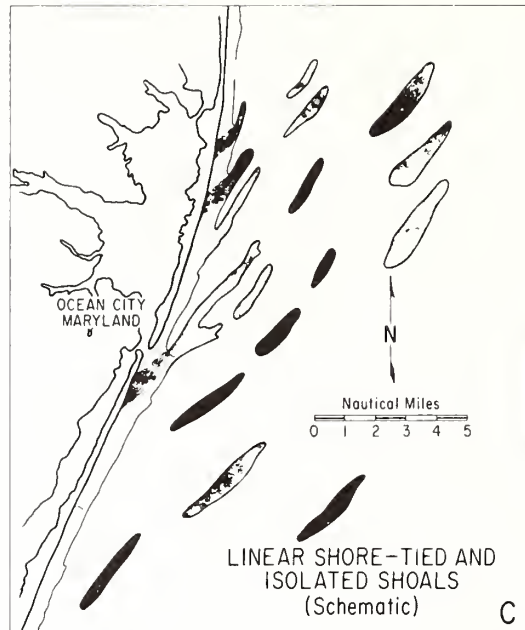 OCEAN CITY
MARYLAND
N
Nautical Miles
0 1 2 3 4 5
LINEAR SHORE-TIED AND
ISOLATED SHOALS
(Schematic)
C